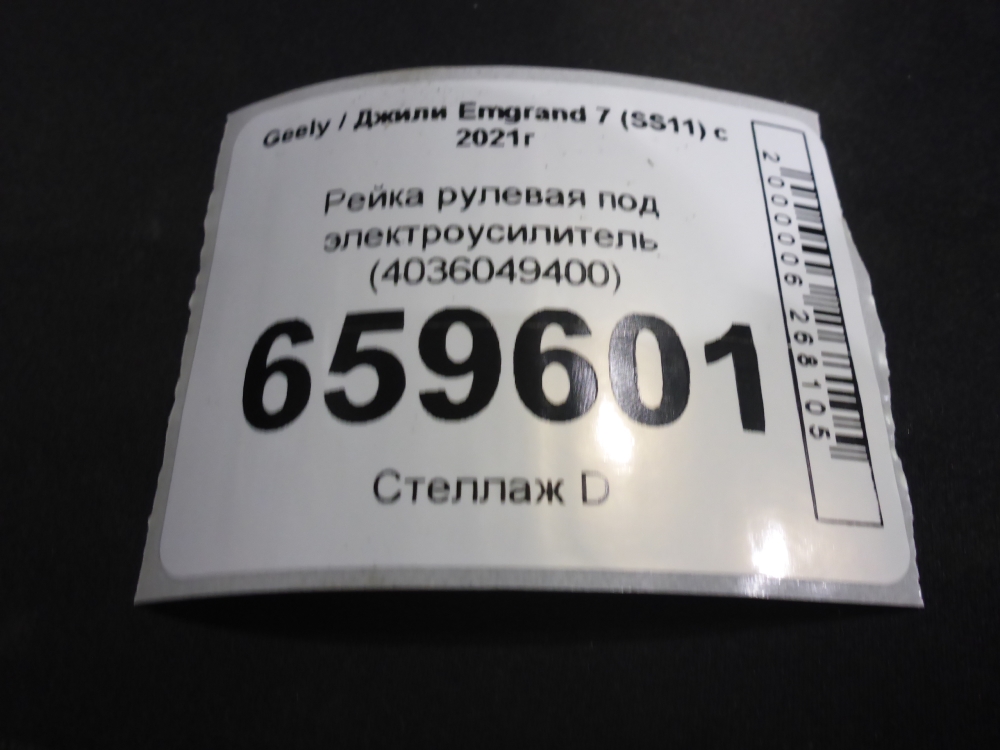 Geely / Джили Emgrand 7 (SS11) с
2021г
Рейка рулевая под
электроусилитель
(4036049400)
659601
Стеллаж D
2000006268105